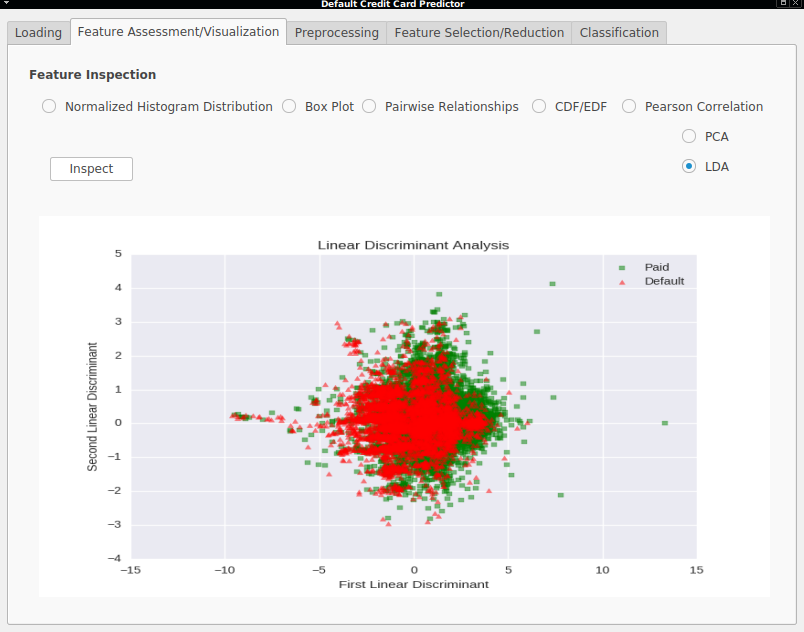 Default Credit Card Predictor
Loading Feature Assessment/Visualization Preprocessing Feature Selection/Reduction Classification
Feature Inspection
Normalized Histogram Distribution Box Plot Pairwise Relationships CDF/EDF Pearson Correlation
PCA
Inspect LDA
Linear Discriminant Analysis
Paid
Default
5
4
3
2
1
0
−1
−2
−3
−4
Second Linear Discriminant
−15 −10 −5 0 5 10 15
First Linear Discriminant